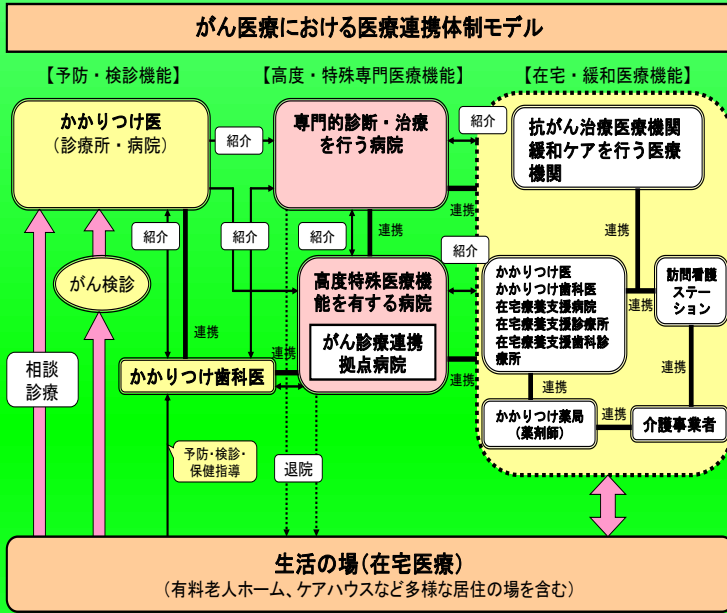 がん医療における医療連携体制モデル
【予防・検診機能】
【高度・特殊専門医療機能】
【在宅・緩和医療機能】
かかりつけ医
(診療所・病院)
紹介
専門的診断・治療
を行う病院
紹介
抗がん治療医療機関
緩和ケアを行う医療
機関
連携
紹介
紹介
紹介
連携
連携
紹介
がん検診
高度特殊医療機
能を有する病院
がん診療連携
拠点病院
かかりつけ医
かかりつけ歯科医
在宅療養支援病院
在宅療養支援診療所
在宅療養支援歯科診
療所
連携
訪問看護
ステー
ション
連携
連携
連携
連携
連携
相談
診療
かかりつけ歯科医
かかりつけ薬局
(薬剤師)
連携
介護事業者
予防・検診・
保健指導
退院
生活の場(在宅医療)
(有料老人ホーム、ケアハウスなど多様な居住の場を含む)